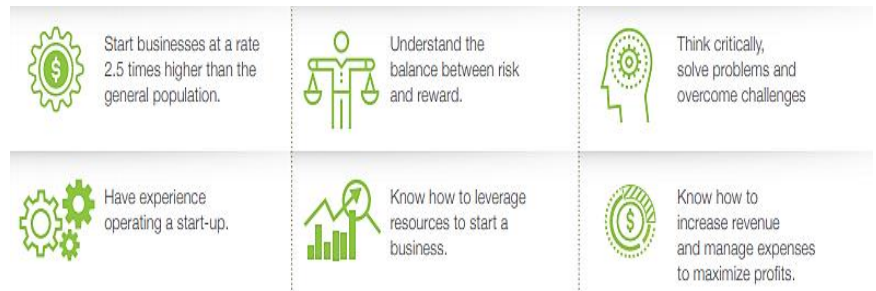 Start businesses at a rate
2.5 times higher than the
general population.
Understand the
balance between risk
and reward.
Think critically,
solve problems and
overcome challenges
Have experience
operating a start-up.
Know how to leverage
resources to start a
business.
Know how to
increase revenue
and manage expenses
to maximize profits.
$
$